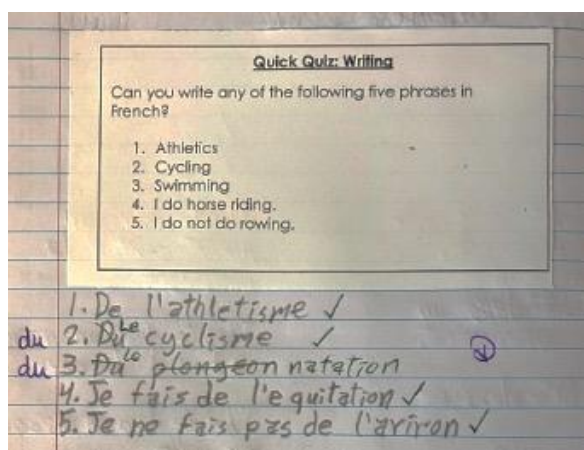 Quick Quiz: Writing
Can you write any of the following five phrases in
French?
1. Athletics
2. Cycling
3. Swimming
4. I do horse riding.
5. I do not do rowing.
1. De l'athletisme ✓
du 2. Du Le cyclisme ✓
du 3. Du le plongeon natation
4. Je fais de l'equitation ✓
5. Je ne fais pas de l'aviron ✓